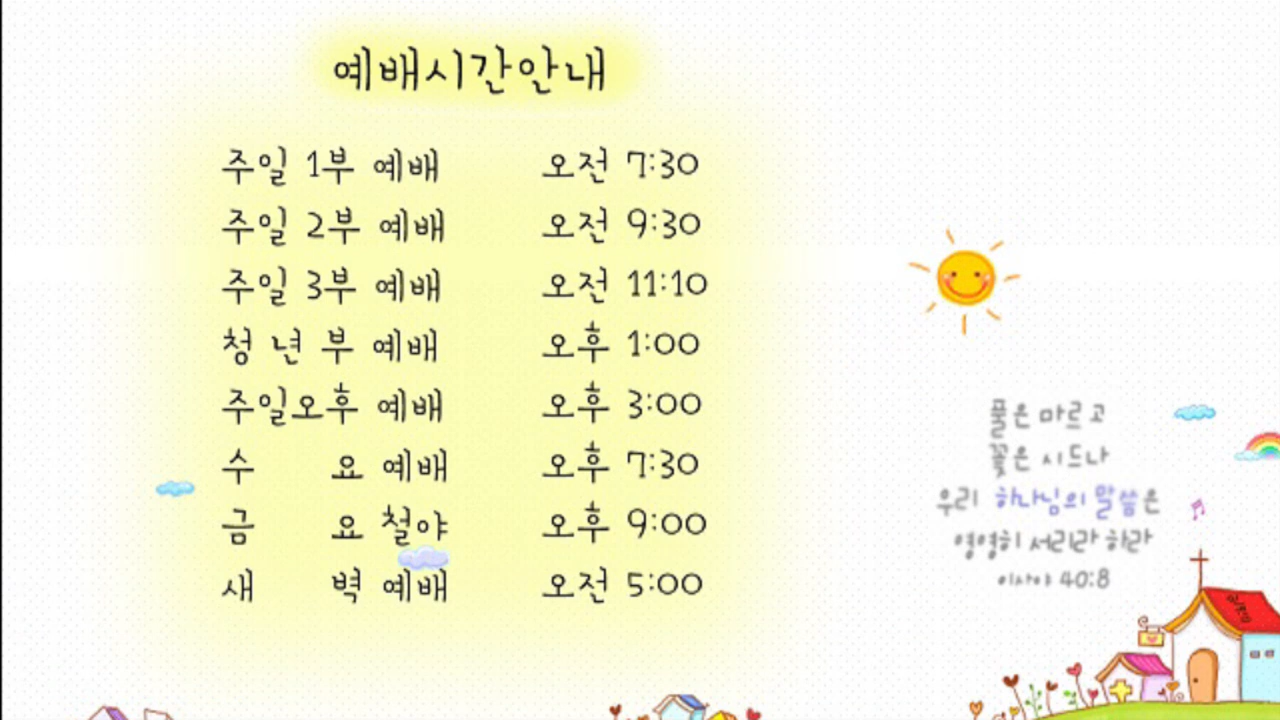 예배시간안내
주일 1부 예배 오전 7:30
주일 2부 예배 오전 9:30
주일 3부 예배 오전 11:10
청 년 부 예배 오후 1:00
주일오후 예배 오후 3:00
수 요 예배 오후 7:30
금 요 철야 오후 9:00
새 벽 예배 오전 5:00
풀은 마르고
꽃은 시드나
우리 하나님의 말씀은
영영히 서리라 하라
이사야 40:8